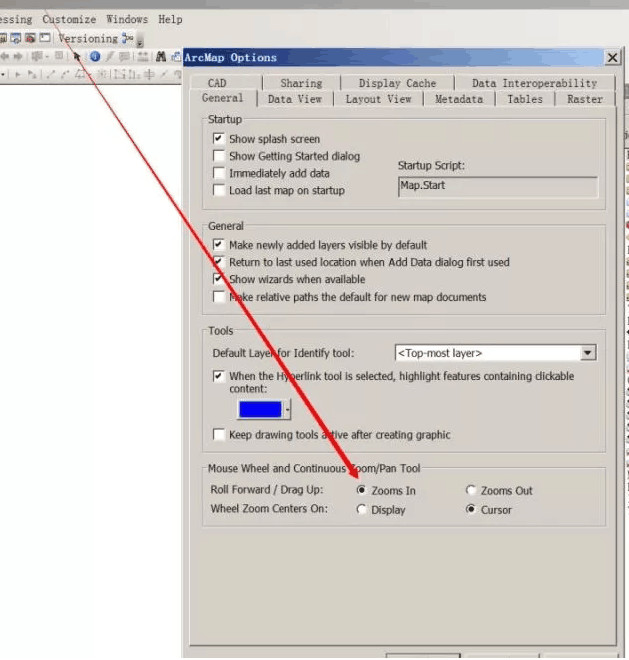 essing Customize Windows Help
Versioning
ArcMap Options
CAD Sharing Display Cache Data Interoperability
General Data View Layout View Metadata Tables Raster
Startup
Show splash screen
Show Getting Started dialog
Immediately add data
Load last map on startup
Startup Script:
Map.Start
General
Make newly added layers visible by default
Return to last used location when Add Data dialog first used
Show wizards when available
Make relative paths the default for new map documents
Tools
Default Layer for Identify tool: <Top-most layer>
When the Hyperlink tool is selected, highlight features containing clickable
content:
Keep drawing tools active after creating graphic
Mouse Wheel and Continuous Zoom/Pan Tool
Roll Forward / Drag Up: Zooms In Zooms Out
Wheel Zoom Centers On: Display Cursor